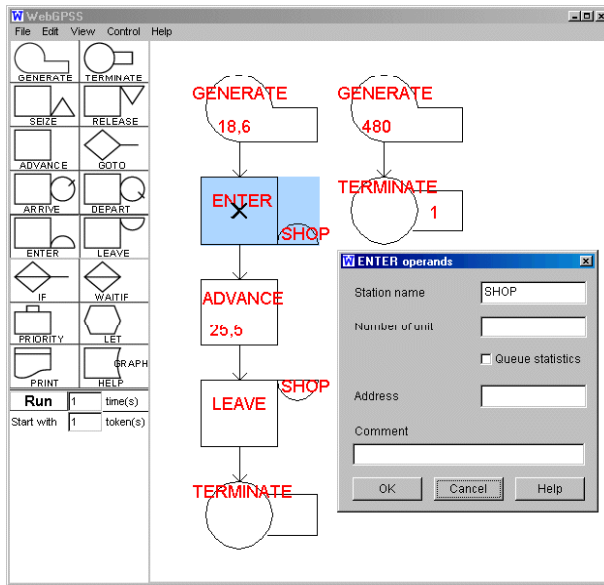 WebGPSS
File Edit View Control Help
GENERATE TERMINATE
SEIZE RELEASE
ADVANCE GOTO
ARRIVE DEPART
ENTER LEAVE
IF WAITIF
PRIORITY LET
GRAPH
PRINT HELP
Run 1 time(s)
Start with 1 token(s)
GENERATE
18,6
ENTER
SHOP
ADVANCE
25,5
SHOP
LEAVE
TERMINATE
GENERATE
480
TERMINATE
1
ENTER operands
Station name SHOP
Number of unit
Queue statistics
Address
Comment
OK Cancel Help